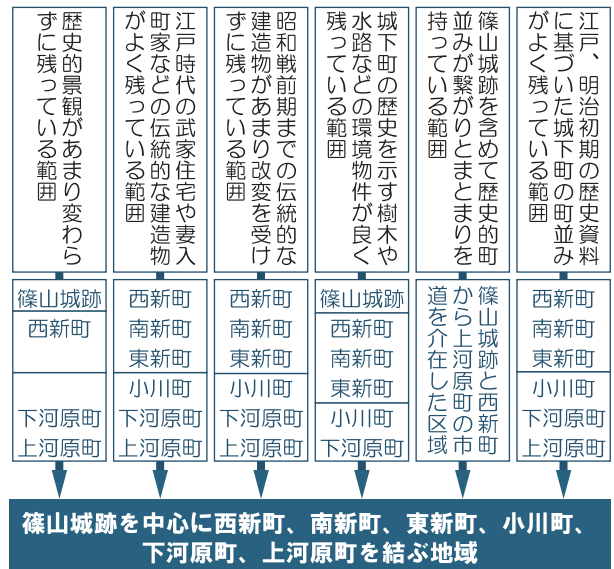 江戸、明治初期の歴史資料
に基づいた城下町の町並み
がよく残っている範囲
篠山城跡を含めて歴史的町
並みが繋がりとまとまりを
持っている範囲
城下町の歴史を示す樹木や
水路などの環境物件が良く
残っている範囲
昭和戦前期までの伝統的な
建造物があまり改変を受け
ずに残っている範囲
江戸時代の武家住宅や妻入
町家などの伝統的な建造物
がよく残っている範囲
歴史的景観があまり変わら
ずに残っている範囲
西新町
南新町
東新町
小川町
下河原町
上河原町
篠山城跡と西新町
から上河原町の市
道を介在した区域
篠山城跡
西新町
南新町
東新町
小川町
下河原町
西新町
南新町
東新町
小川町
下河原町
上河原町
西新町
南新町
東新町
小川町
下河原町
上河原町
篠山城跡
西新町
下河原町
上河原町
篠山城跡を中心に西新町、南新町、東新町、小川町、
下河原町、上河原町を結ぶ地域